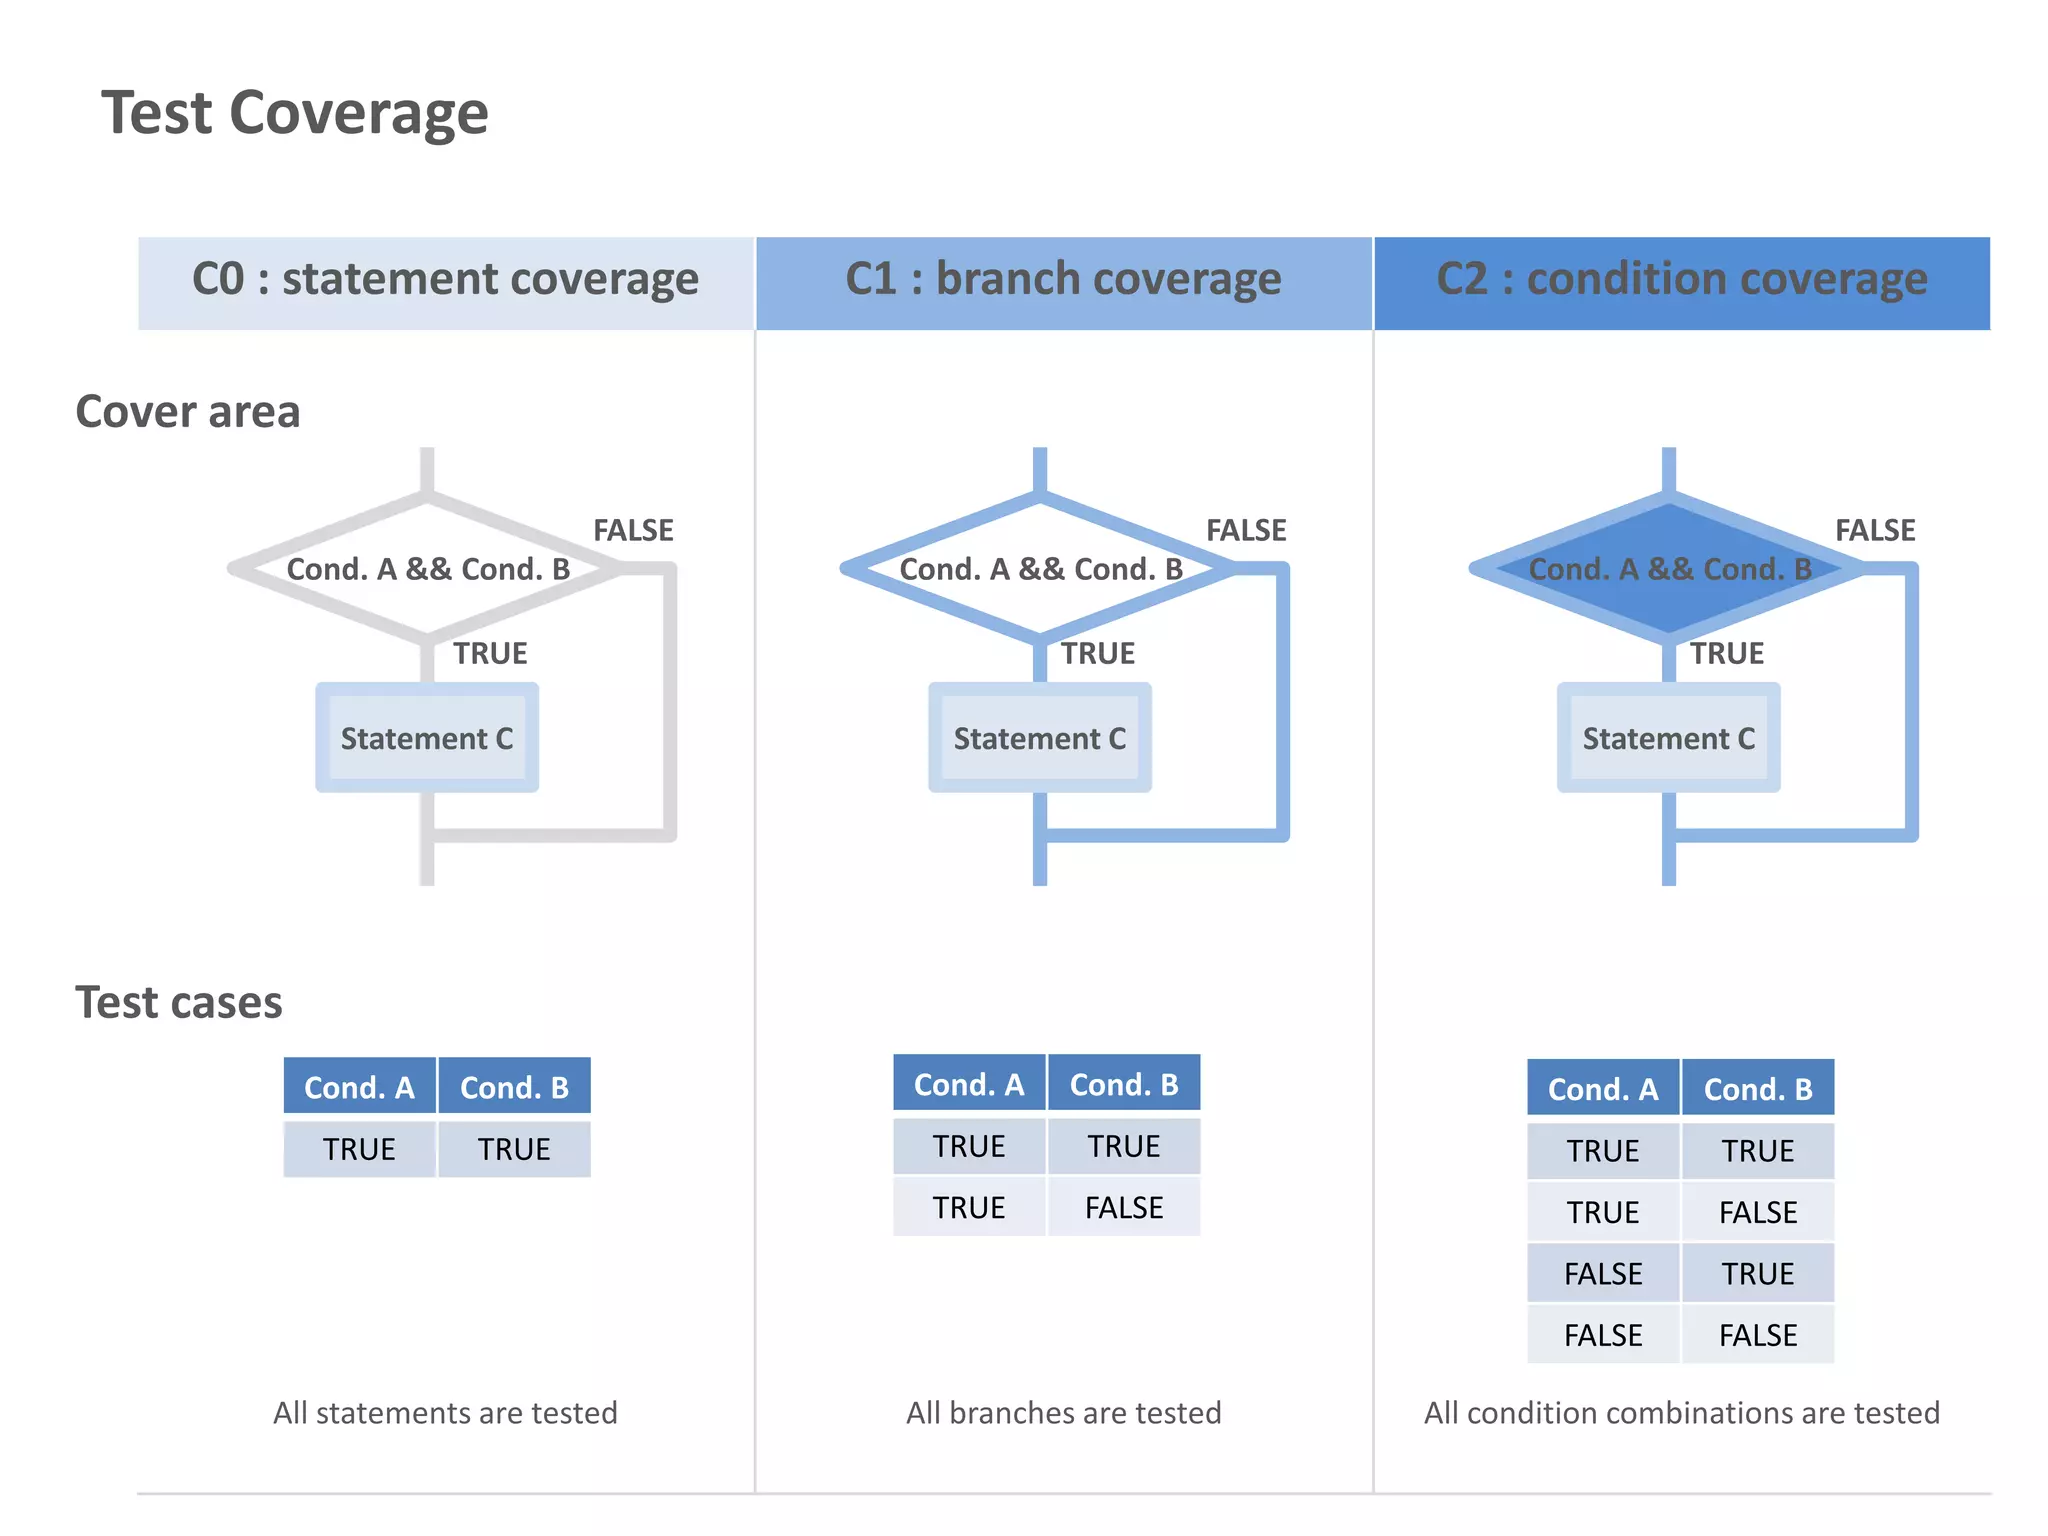 Test Coverage
C0 : statement coverage
C1 : branch coverage
C2 : condition coverage
Cover area
FALSE
Cond. A && Cond. B
TRUE
Statement C
FALSE
Cond. A && Cond. B
TRUE
Statement C
FALSE
Cond. A && Cond. B
TRUE
Statement C
Test cases
Cond. A Cond. B
TRUE TRUE
Cond. A Cond. B
TRUE TRUE
TRUE FALSE
Cond. A Cond. B
TRUE TRUE
TRUE FALSE
FALSE TRUE
FALSE FALSE
All statements are tested
All branches are tested
All condition combinations are tested